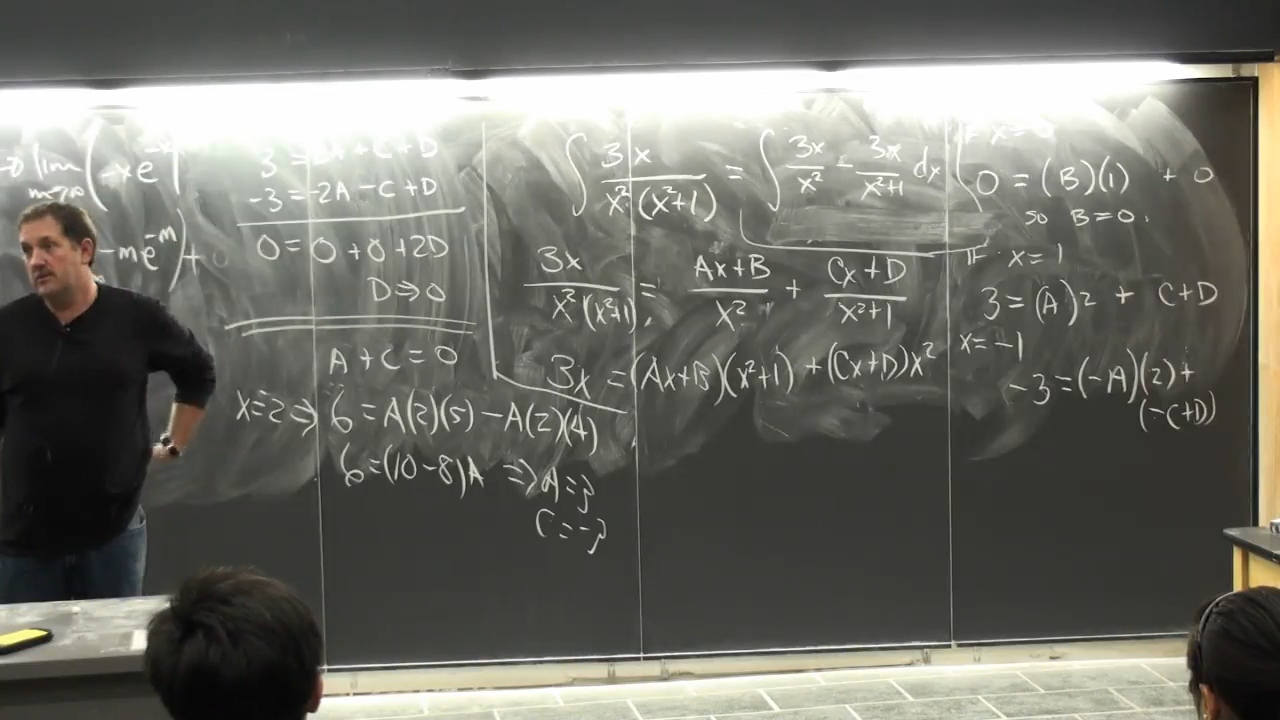 lim (-xe^{-x}
m→∞
-me^{-m}) + 0
-3 = -2A - C + D
0 = 0 + 0 + 2D
D ⇒ 0
A + C = 0
x=2 ⇒ 6 = A(2)(5) - A(2)(4)
6 = (10-8)A ⇒ A = 3
C = -3
∫ 3x / x²(x²+1) = ∫ 3x/x² - 3x/(x²+1) dx
3x / x²(x²+1) = (Ax+B)/x² + (Cx+D)/(x²+1)
3x = (Ax+B)(x²+1) + (Cx+D)x²
0 = (B)(1) + 0
so B = 0.
If x = 1
3 = (A)2 + C+D
x = -1
-3 = (-A)(2) +
(-C+D)